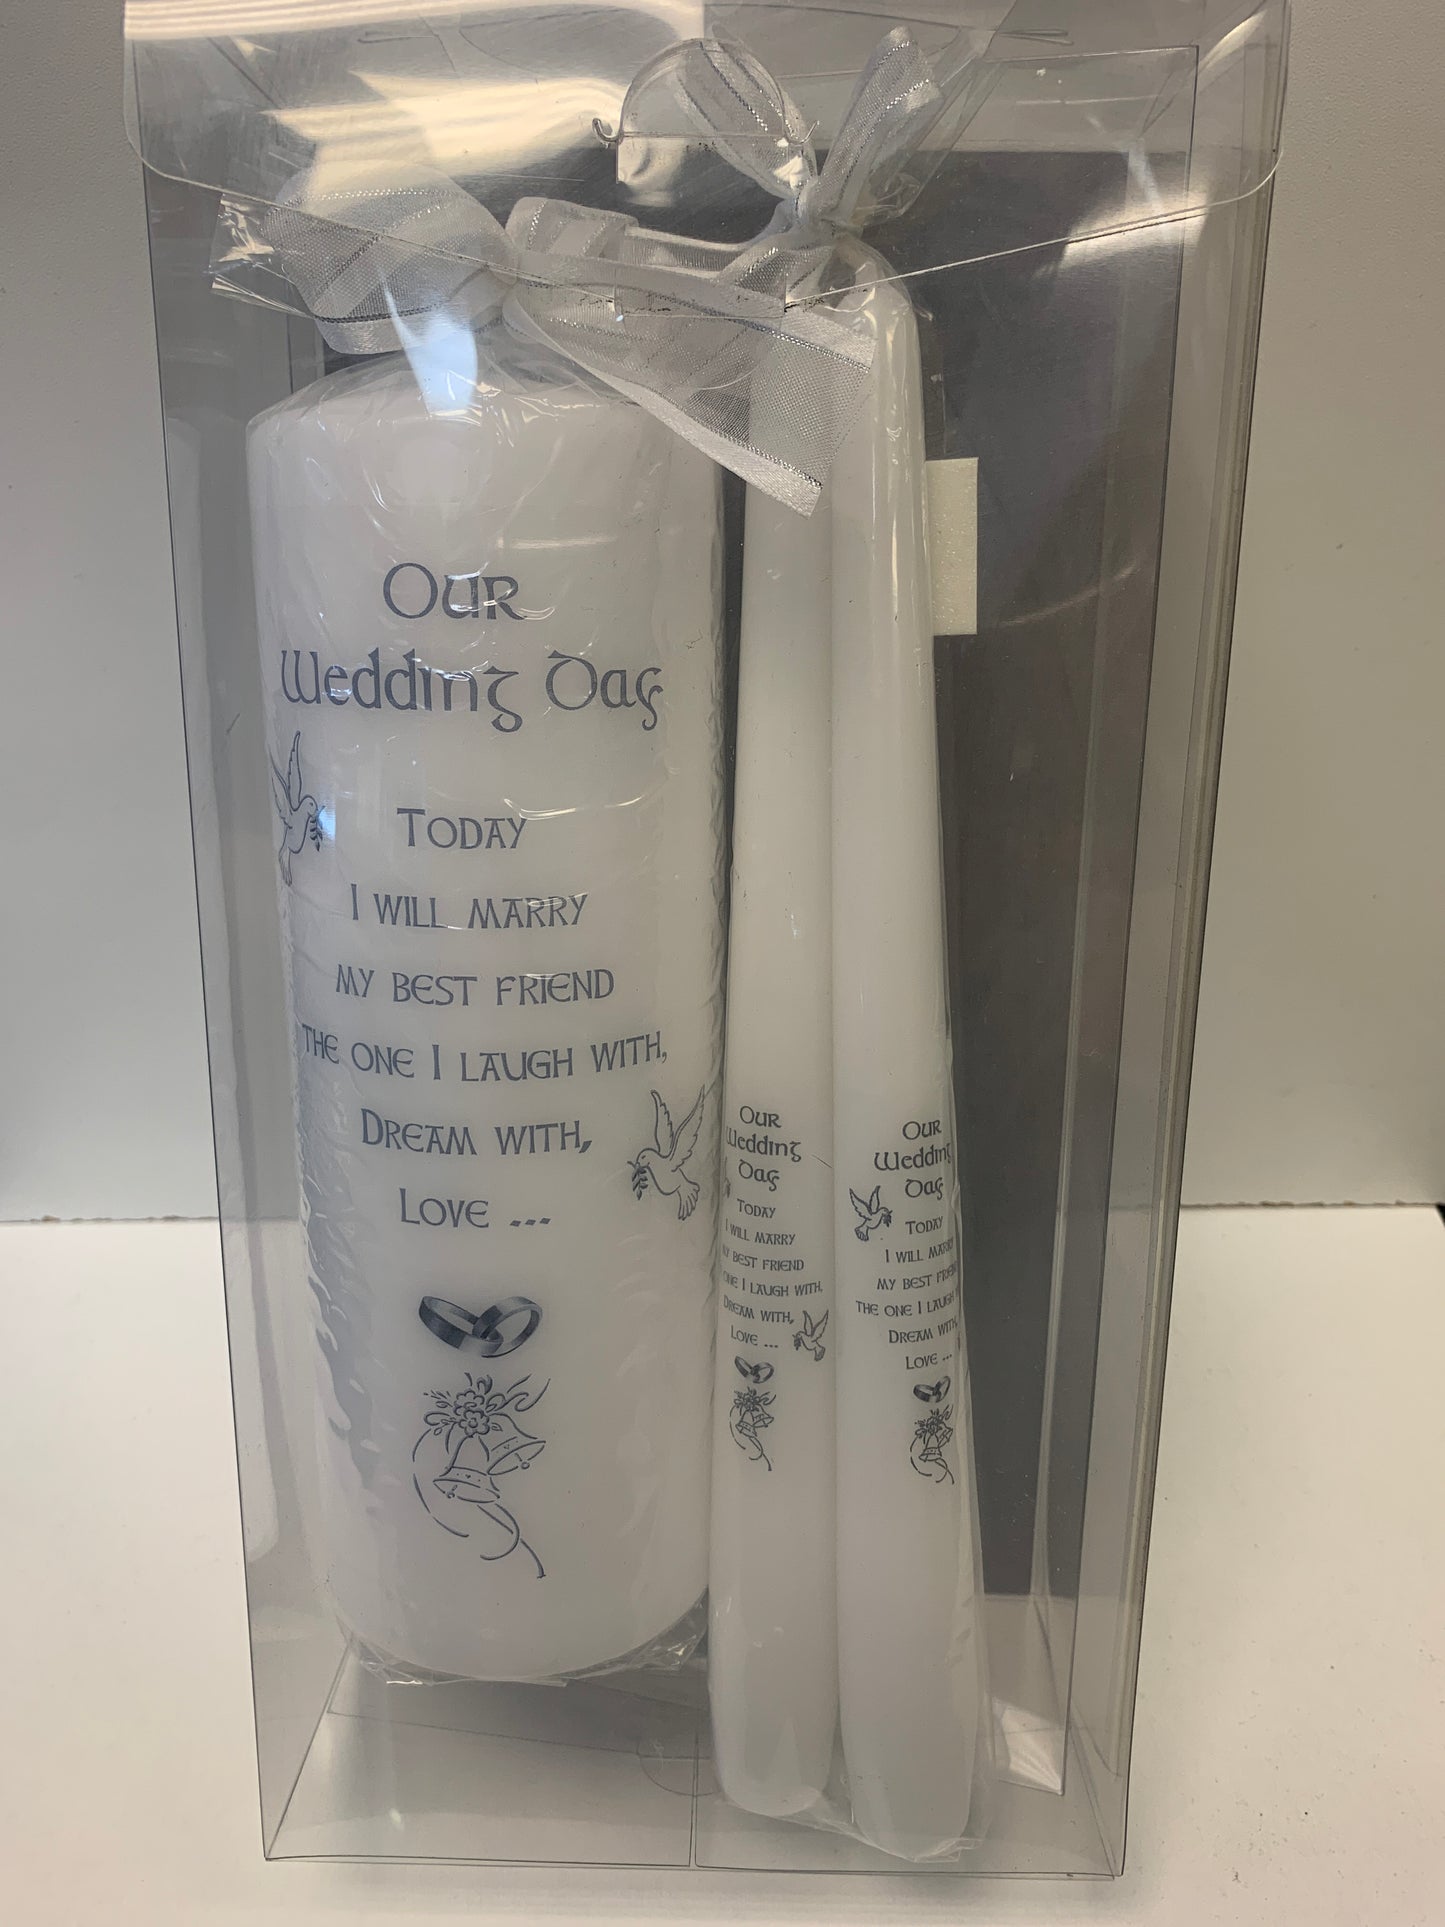 Our
Wedding Day
Today
I will marry
my best friend
the one I laugh with,
Dream with,
Love ...
Our
Wedding
Day
Today
I will marry
my best friend
one I laugh with,
Dream with,
Love ...
Our
Wedding
Day
Today
I will marry
my best friend
the one I laugh
Dream with,
Love ...